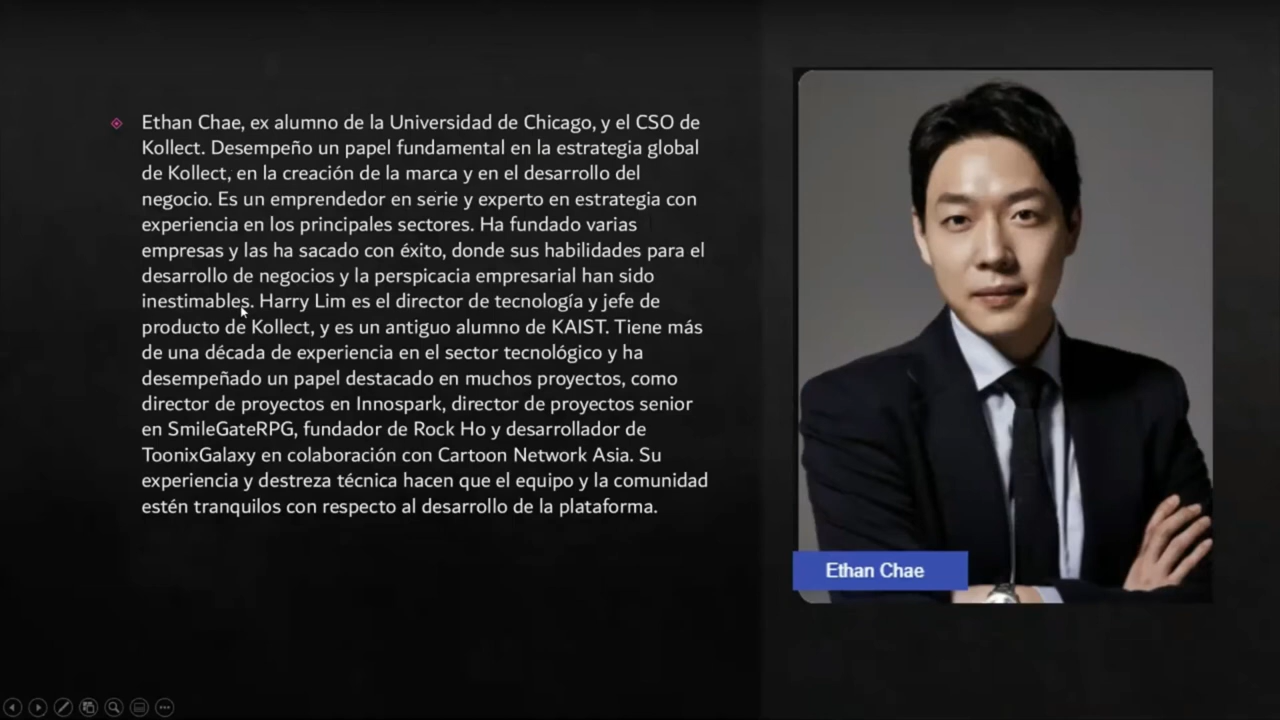 Ethan Chae, ex alumno de la Universidad de Chicago, y el CSO de
Kollect. Desempeño un papel fundamental en la estrategia global
de Kollect, en la creación de la marca y en el desarrollo del
negocio. Es un emprendedor en serie y experto en estrategia con
experiencia en los principales sectores. Ha fundado varias
empresas y las ha sacado con éxito, donde sus habilidades para el
desarrollo de negocios y la perspicacia empresarial han sido
inestimables. Harry Lim es el director de tecnología y jefe de
producto de Kollect, y es un antiguo alumno de KAIST. Tiene más
de una década de experiencia en el sector tecnológico y ha
desempeñado un papel destacado en muchos proyectos, como
director de proyectos en Innospark, director de proyectos senior
en SmileGateRPG, fundador de Rock Ho y desarrollador de
ToonixGalaxy en colaboración con Cartoon Network Asia. Su
experiencia y destreza técnica hacen que el equipo y la comunidad
estén tranquilos con respecto al desarrollo de la plataforma.
Ethan Chae